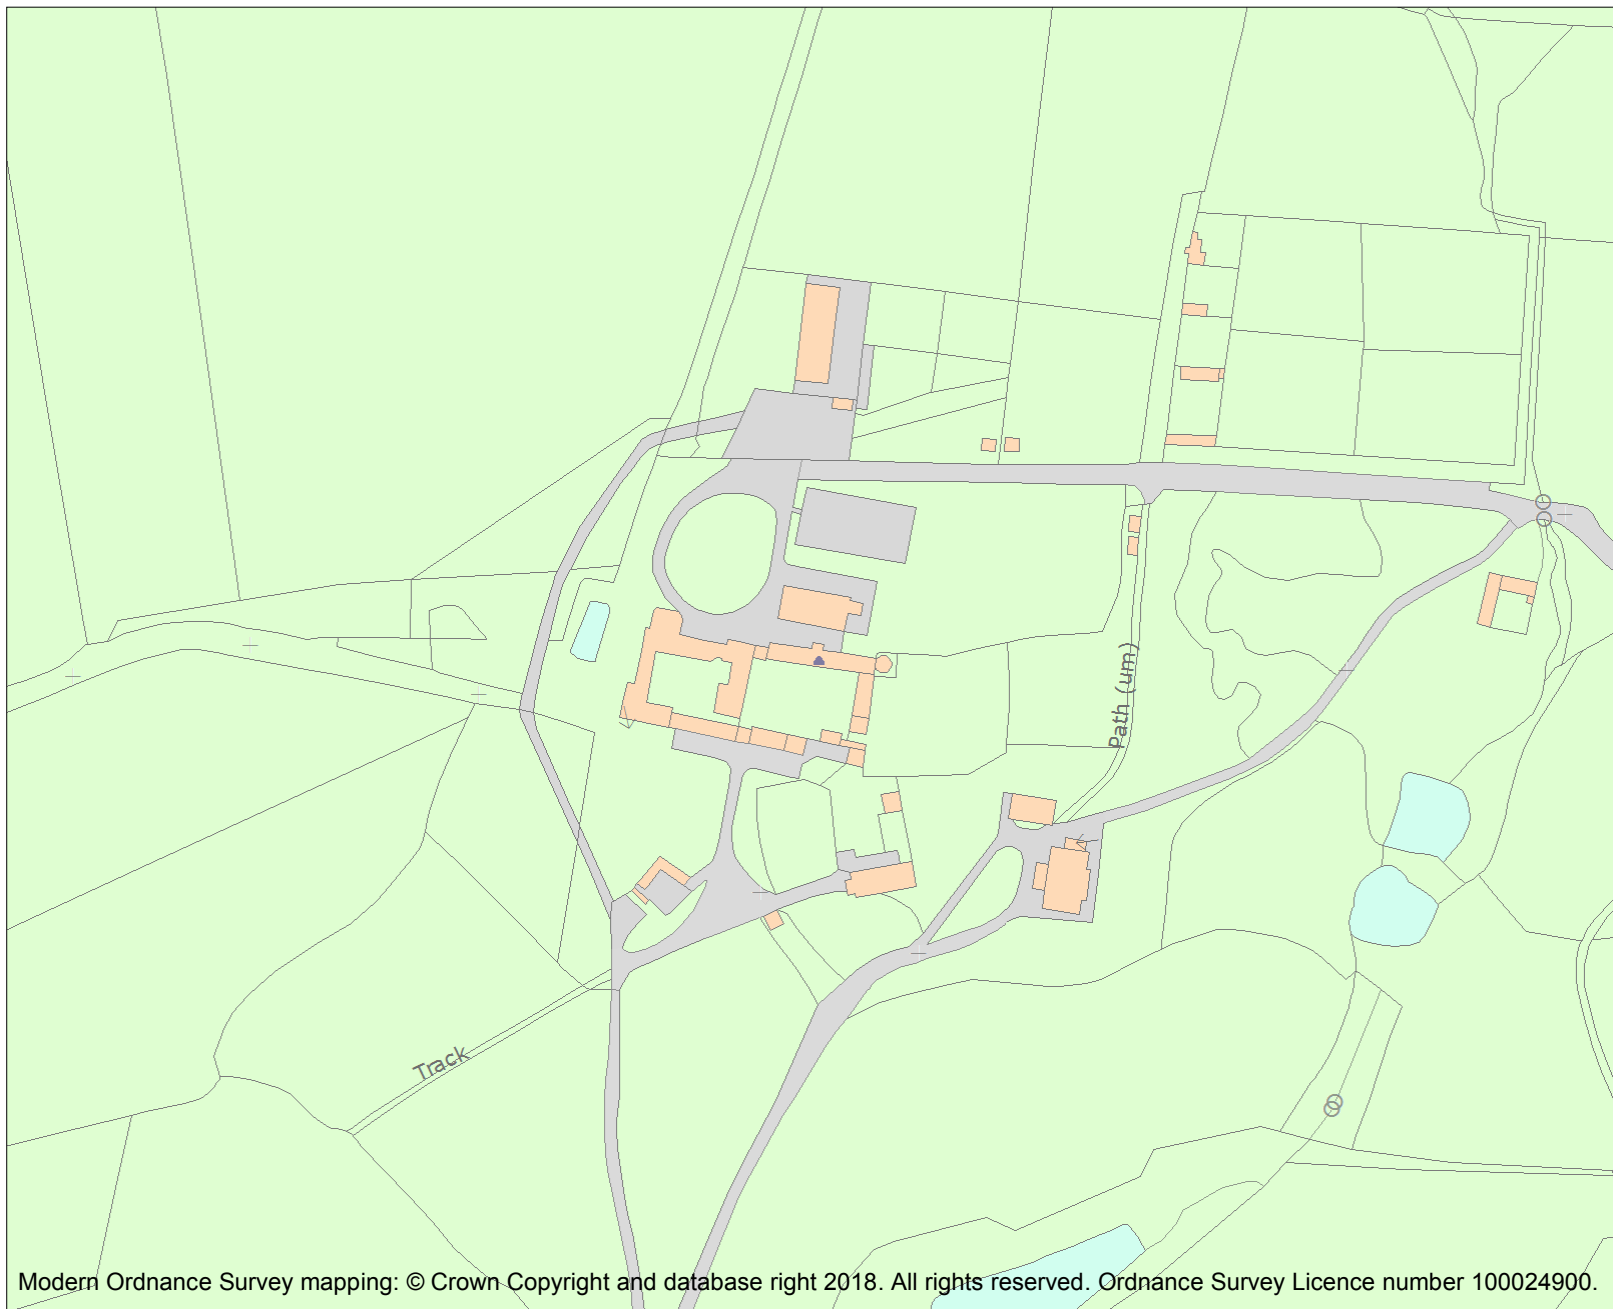 Path (um)
Track
Modern Ordnance Survey mapping: © Crown Copyright and database right 2018. All rights reserved. Ordnance Survey Licence number 100024900.